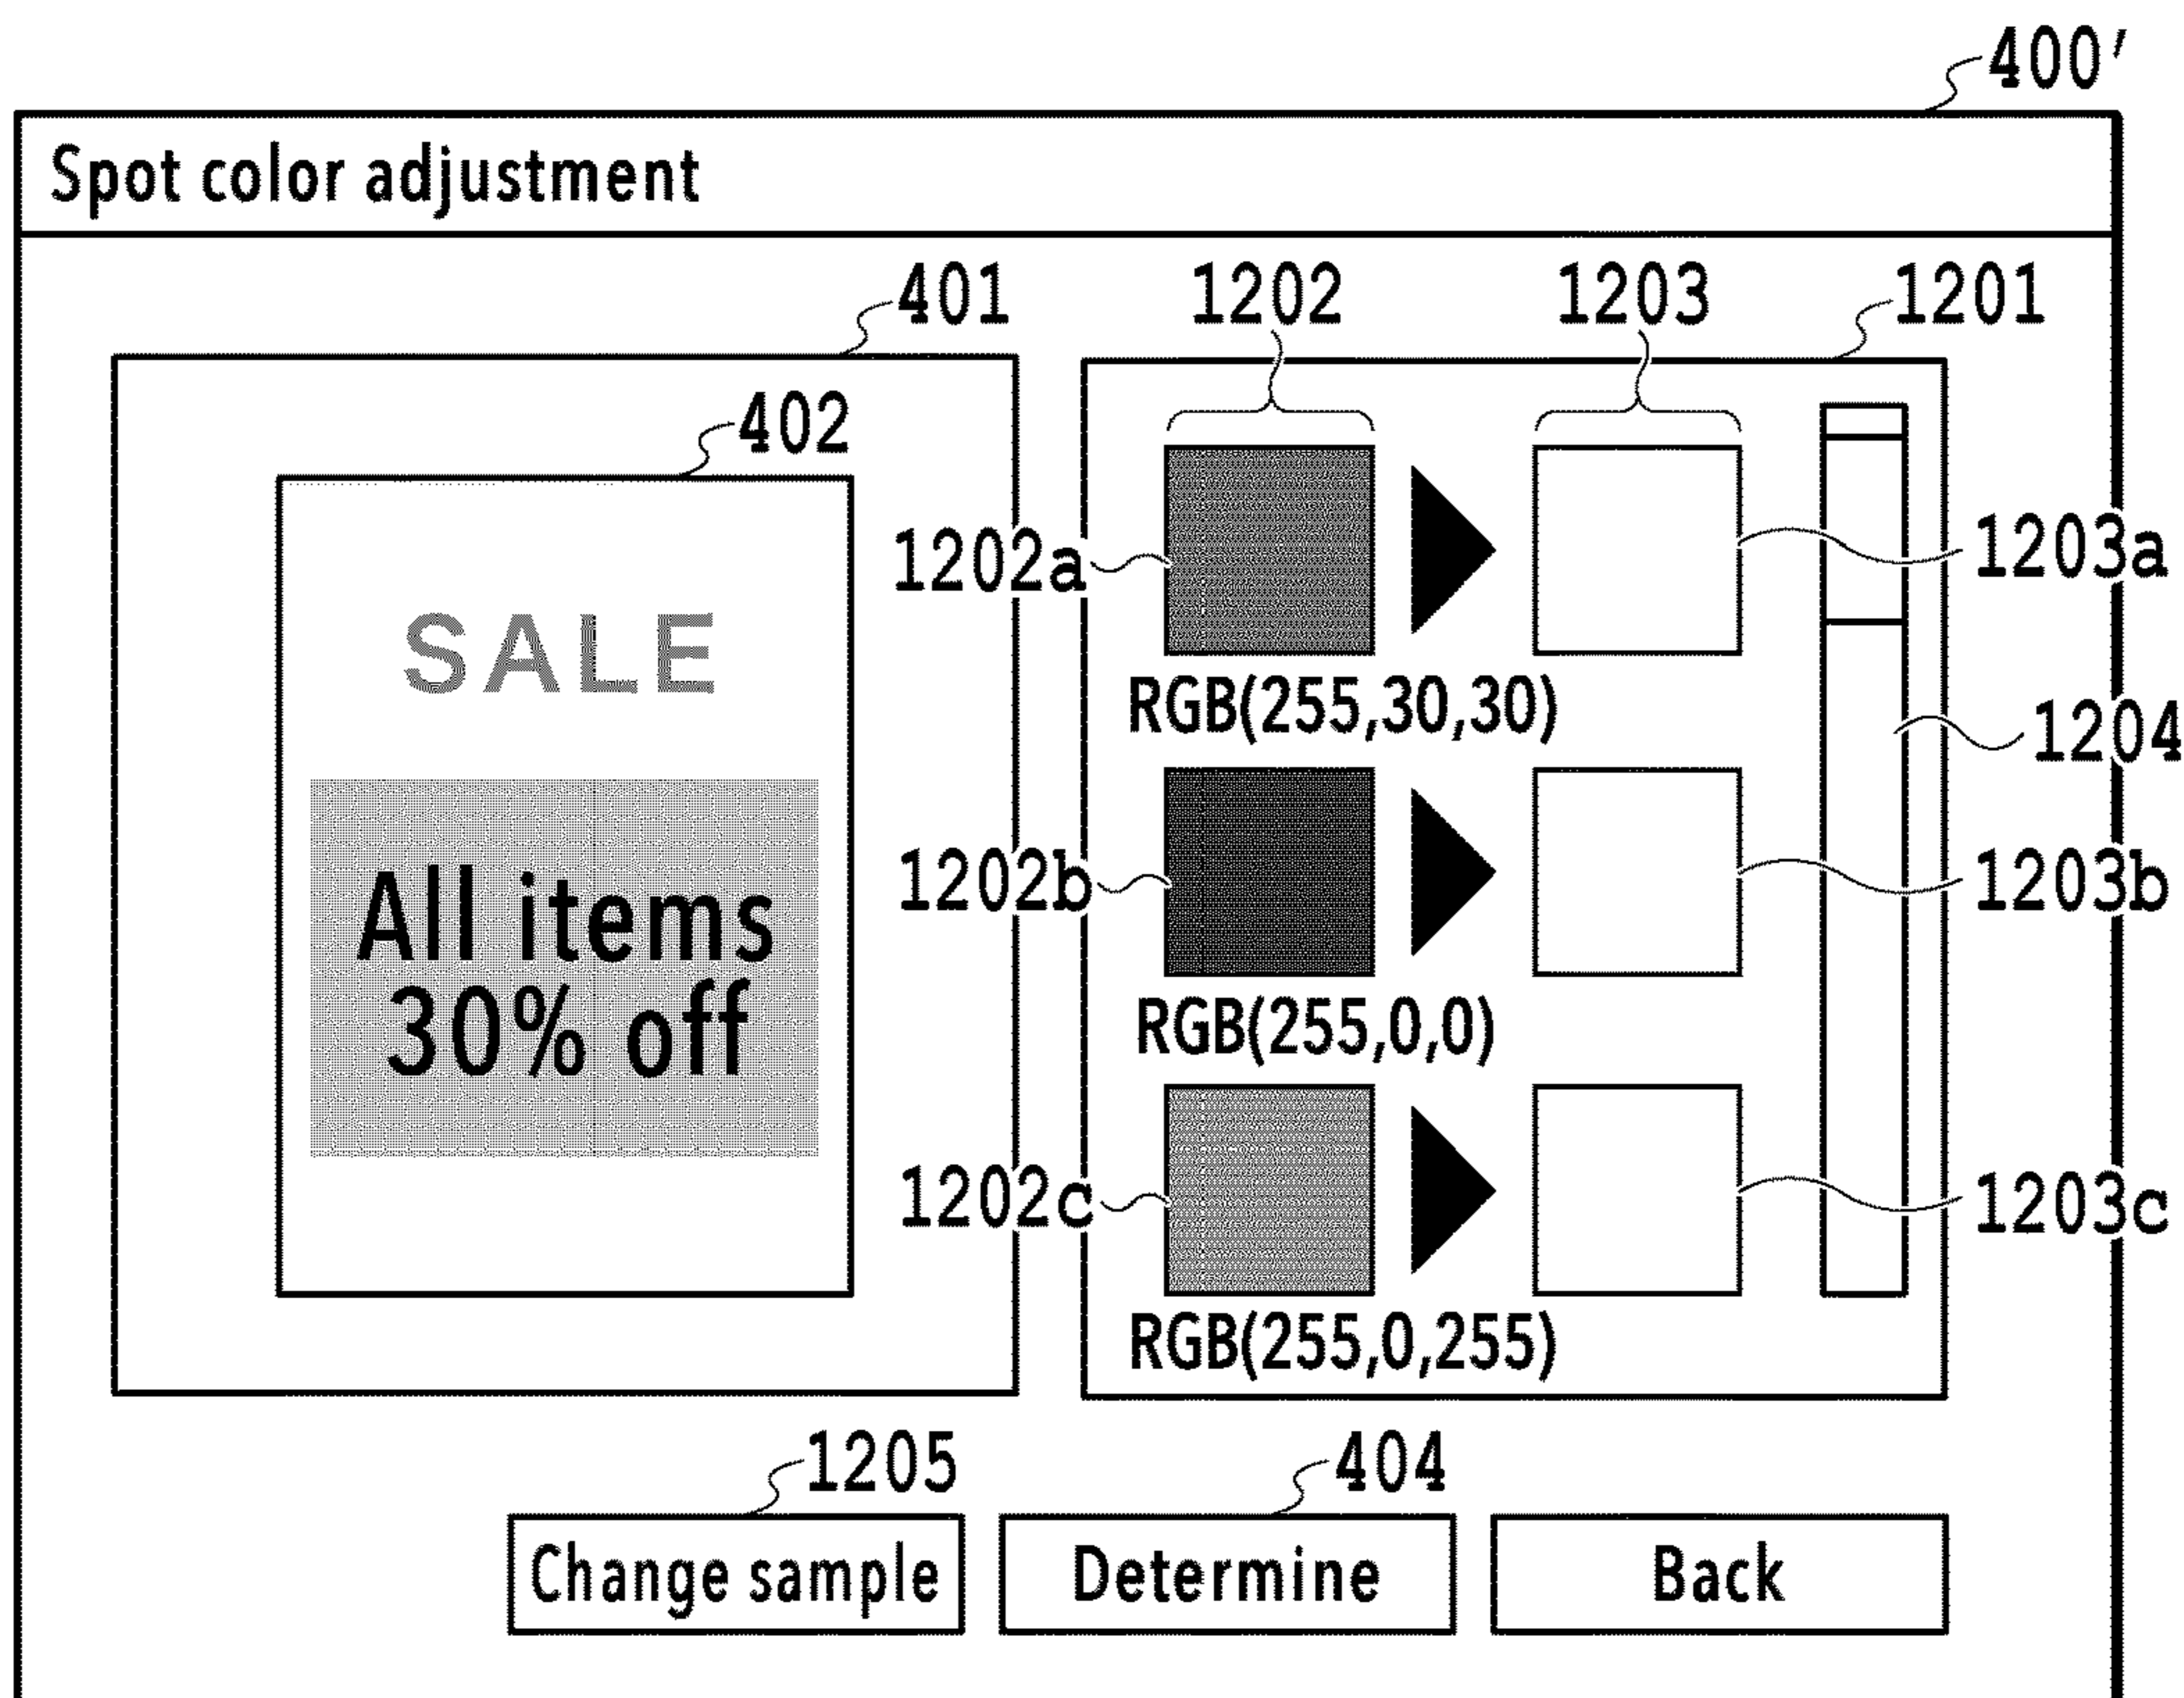 400'
Spot color adjustment
401
1202
1203
1201
402
1202a
1203a
SALE
RGB(255,30,30)
1204
All items
30% off
1202b
1203b
RGB(255,0,0)
1202c
1203c
RGB(255,0,255)
1205
404
Change sample
Determine
Back